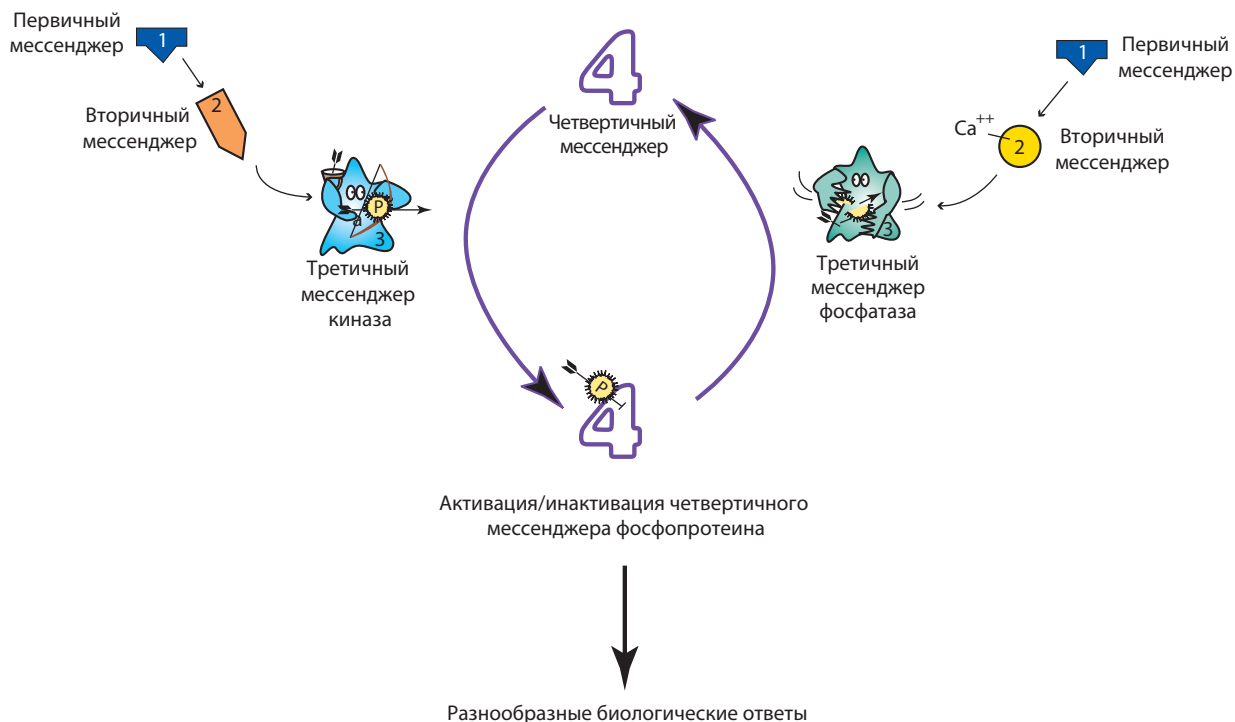 Первичный
мессенджер
1
2
Вторичный
мессенджер
P
3
Третичный
мессенджер
киназа
4
Четвертичный
мессенджер
1
Первичный
мессенджер
Ca++
2
Вторичный
мессенджер
3
Третичный
мессенджер
фосфатаза
P
4
Активация/инактивация четвертичного
мессенджера фосфопротеина
Разнообразные биологические ответы